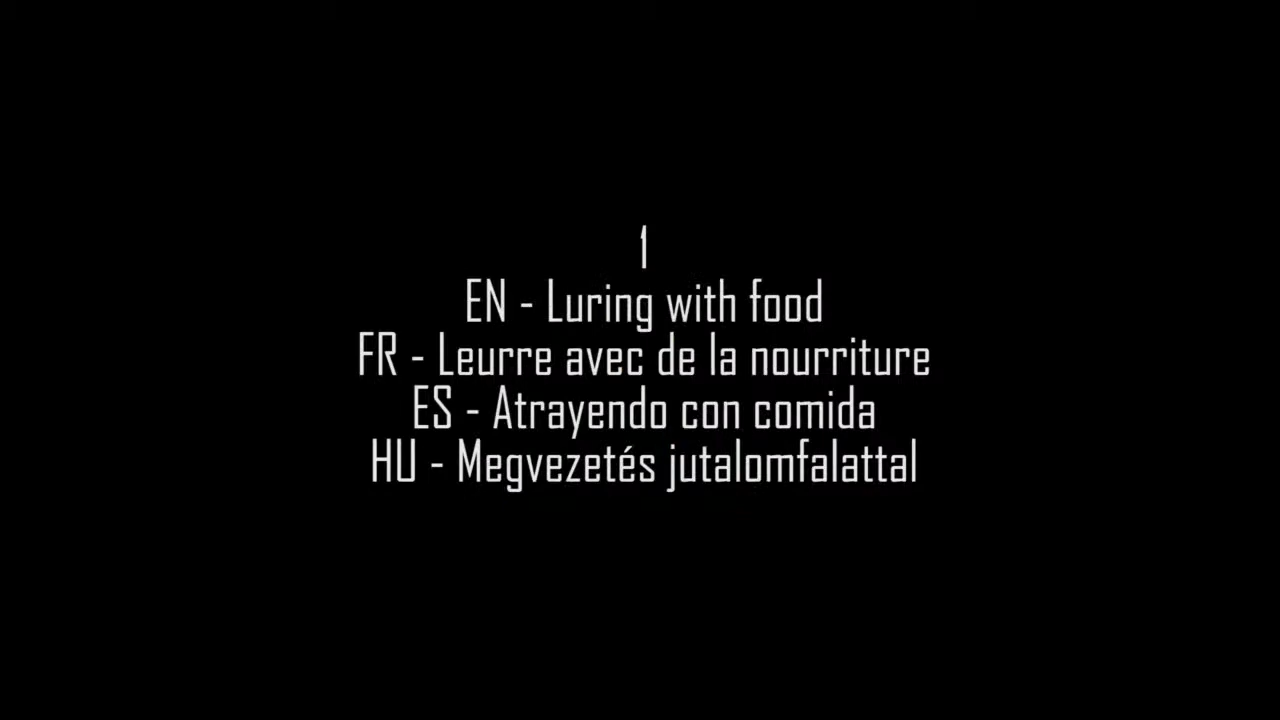 1
EN - Luring with food
FR - Leurre avec de la nourriture
ES - Atrayendo con comida
HU - Megvezetés jutalomfalattal